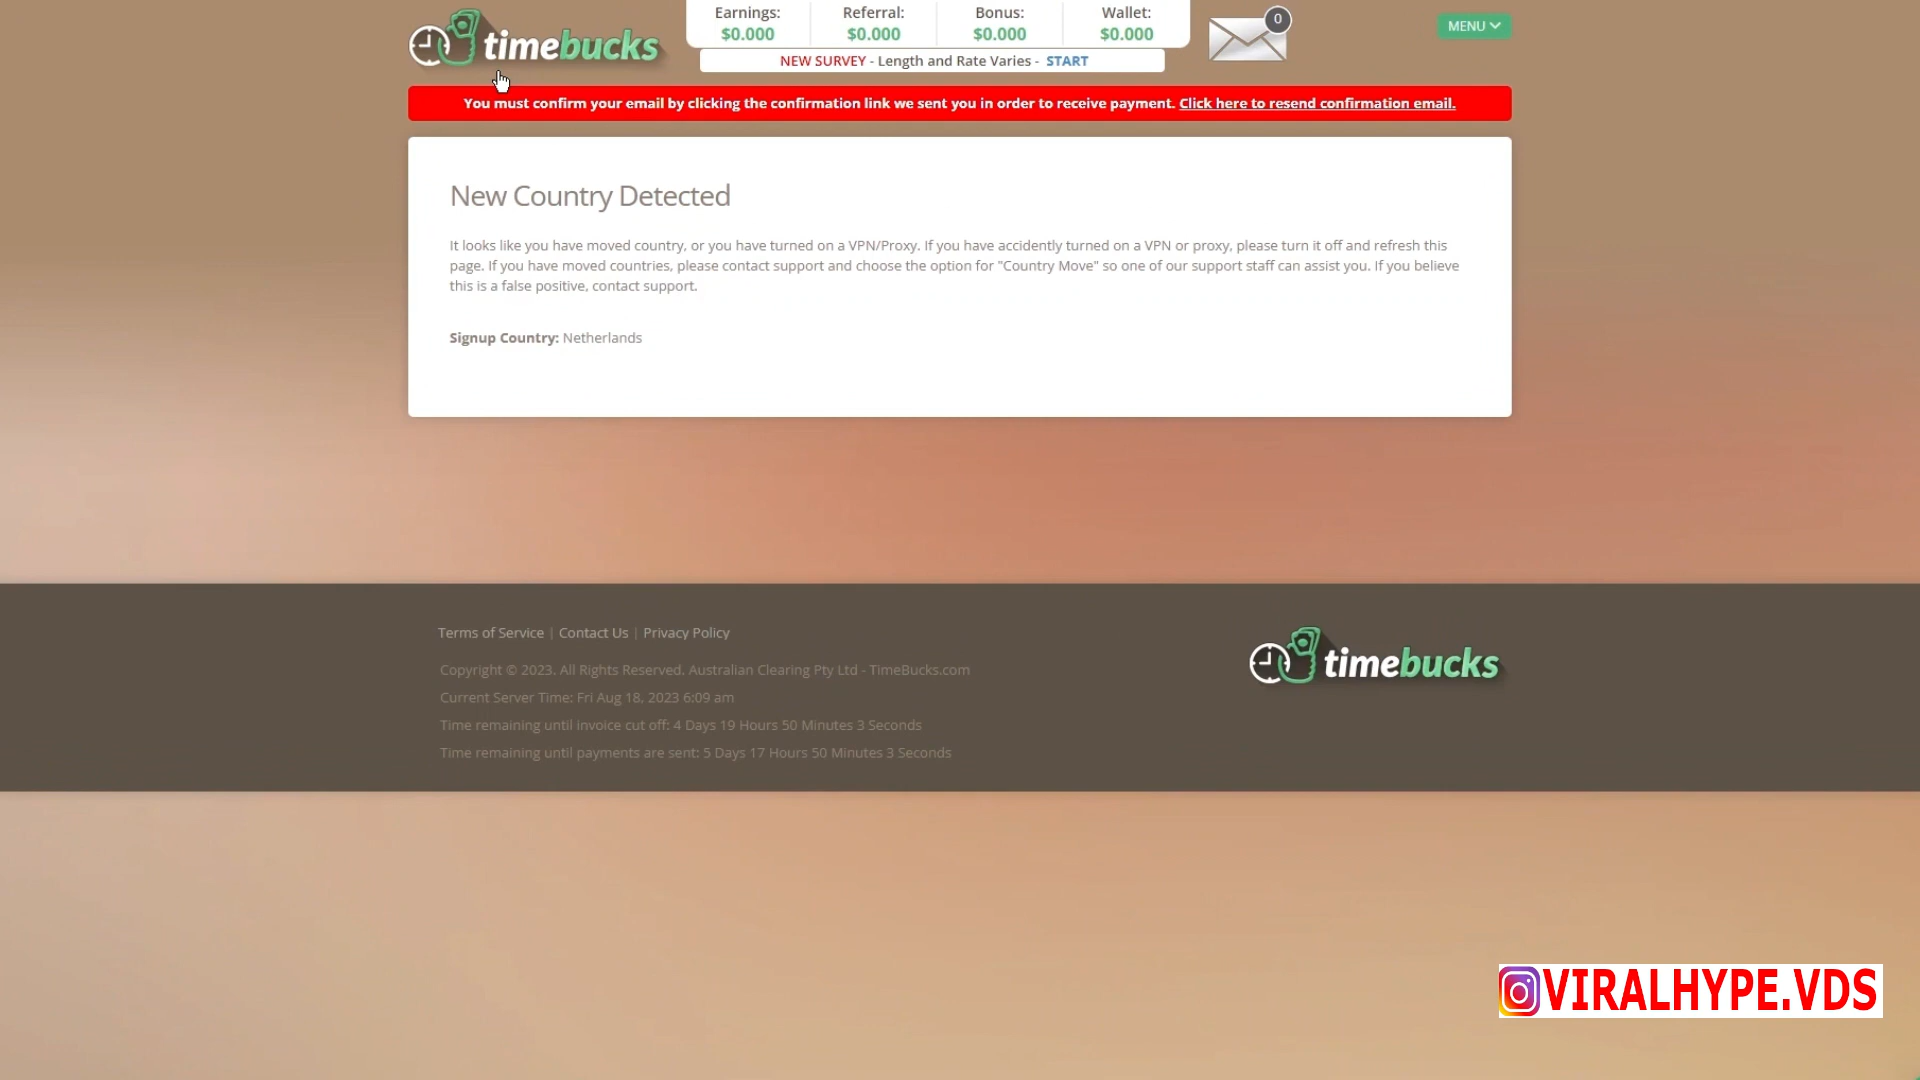 timebucks
Earnings: Referral: Bonus: Wallet:
$0.000 $0.000 $0.000 $0.000
0
MENU
NEW SURVEY - Length and Rate Varies - START
You must confirm your email by clicking the confirmation link we sent you in order to receive payment. Click here to resend confirmation email.
New Country Detected
It looks like you have moved country, or you have turned on a VPN/Proxy. If you have accidently turned on a VPN or proxy, please turn it off and refresh this
page. If you have moved countries, please contact support and choose the option for "Country Move" so one of our support staff can assist you. If you believe
this is a false positive, contact support.
Signup Country: Netherlands
Terms of Service | Contact Us | Privacy Policy
Copyright © 2023. All Rights Reserved. Australian Clearing Pty Ltd - TimeBucks.com
Current Server Time: Fri Aug 18, 2023 6:09 am
Time remaining until invoice cut off: 4 Days 19 Hours 50 Minutes 3 Seconds
Time remaining until payments are sent: 5 Days 17 Hours 50 Minutes 3 Seconds
timebucks
VIRALHYPE.VDS